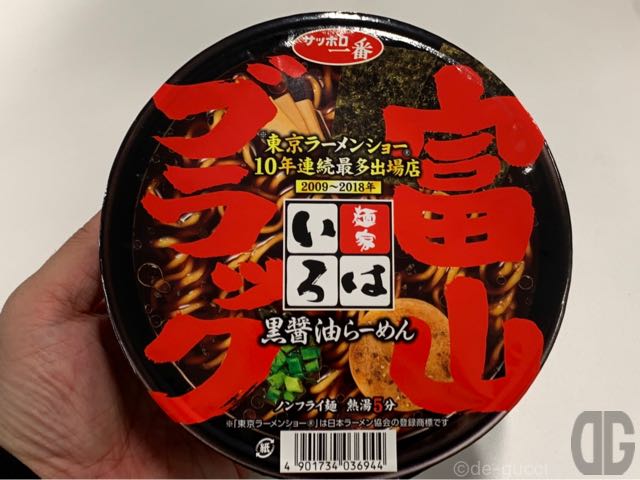 サッポロ一番
富山
ブラック
※東京ラーメンショー®
10年連続最多出場店
2009〜2018年
麺家
いろは
黒醤油らーめん
ノンフライ麺 熱湯5分
※「東京ラーメンショー®」は日本ラーメン協会の登録商標です
紙
4 901734 036944
©de-gucci
DG